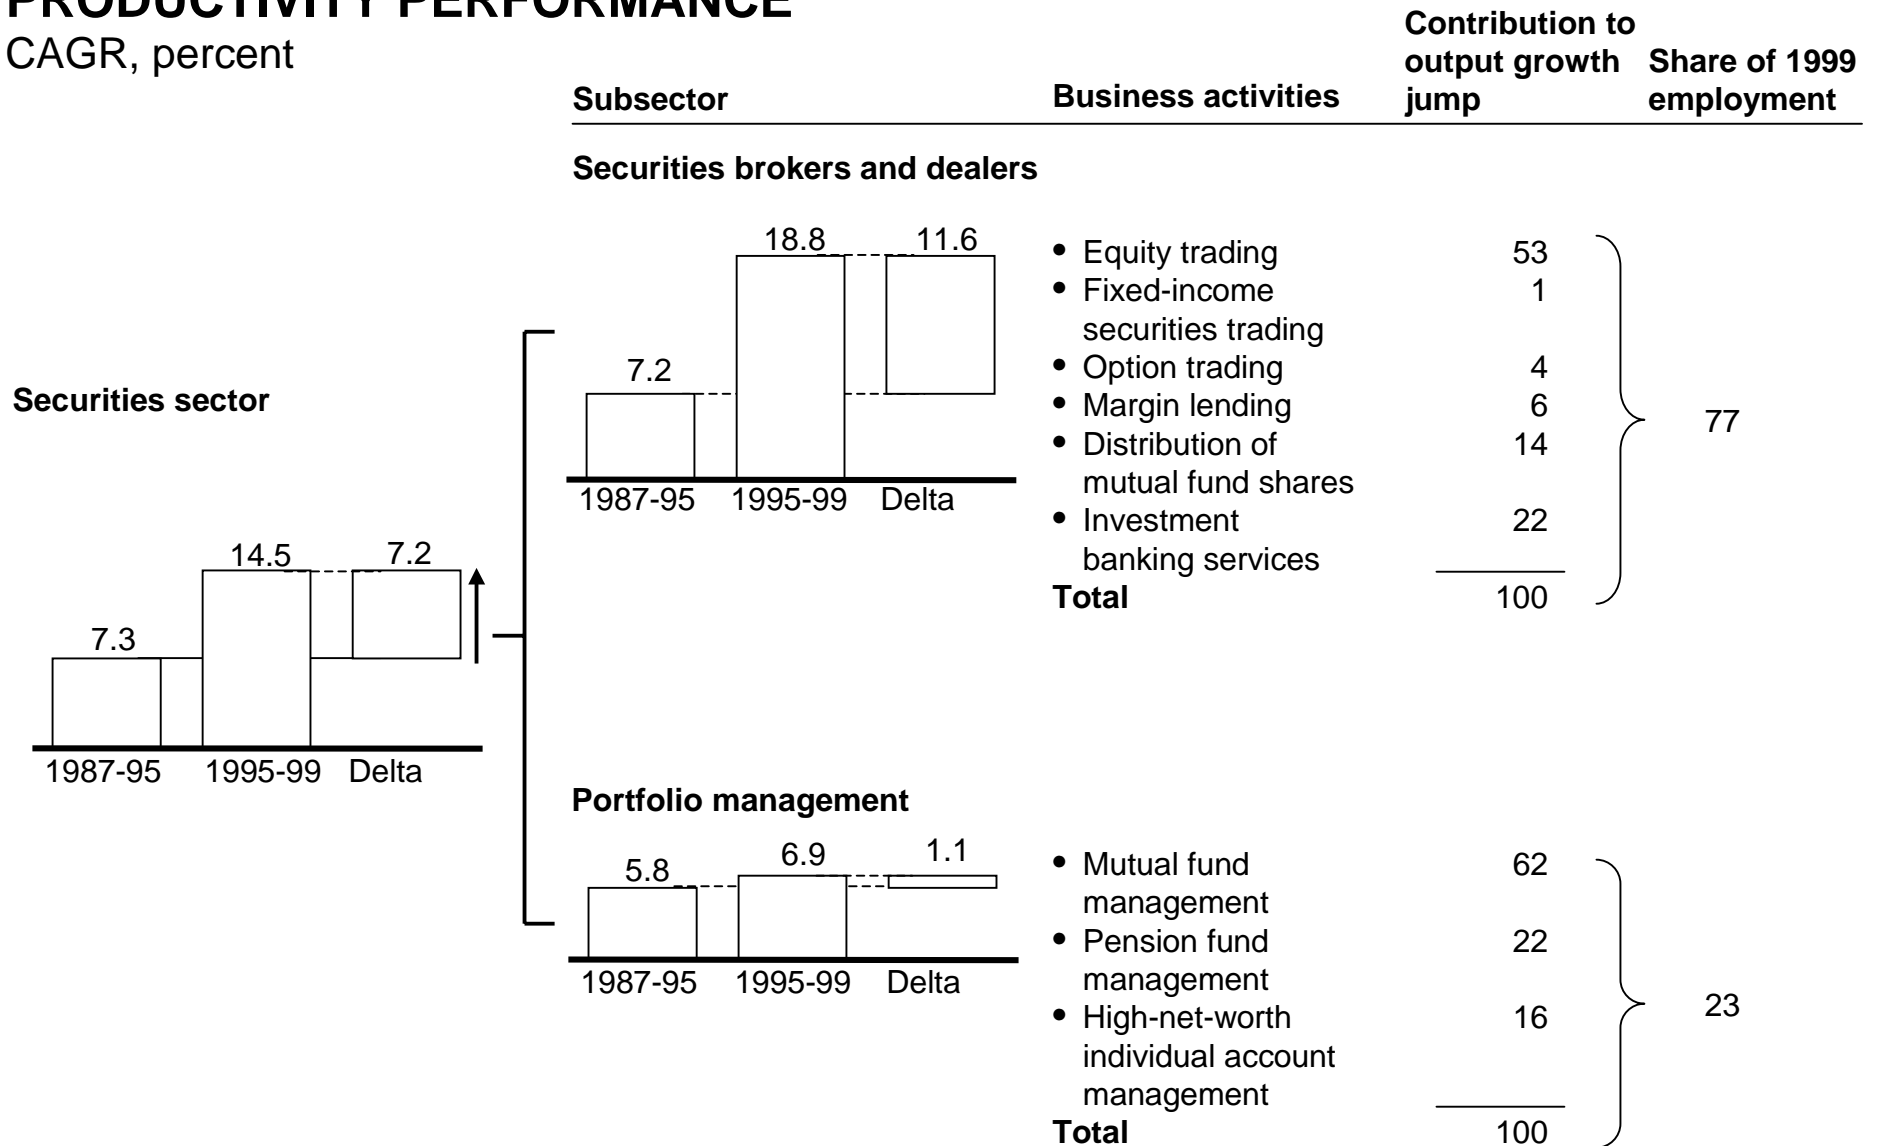 PRODUCTIVITY PERFORMANCE
CAGR, percent
Subsector
Business activities
Contribution to
output growth
jump
Share of 1999
employment
Securities sector
7.3
14.5
7.2
1987-95
1995-99
Delta
Securities brokers and dealers
7.2
18.8
11.6
1987-95
1995-99
Delta
• Equity trading 53
• Fixed-income 1
securities trading
• Option trading 4
• Margin lending 6
• Distribution of 14
mutual fund shares
• Investment 22
banking services
Total 100
77
Portfolio management
5.8
6.9
1.1
1987-95
1995-99
Delta
• Mutual fund 62
management
• Pension fund 22
management
• High-net-worth 16
individual account
management
Total 100
23